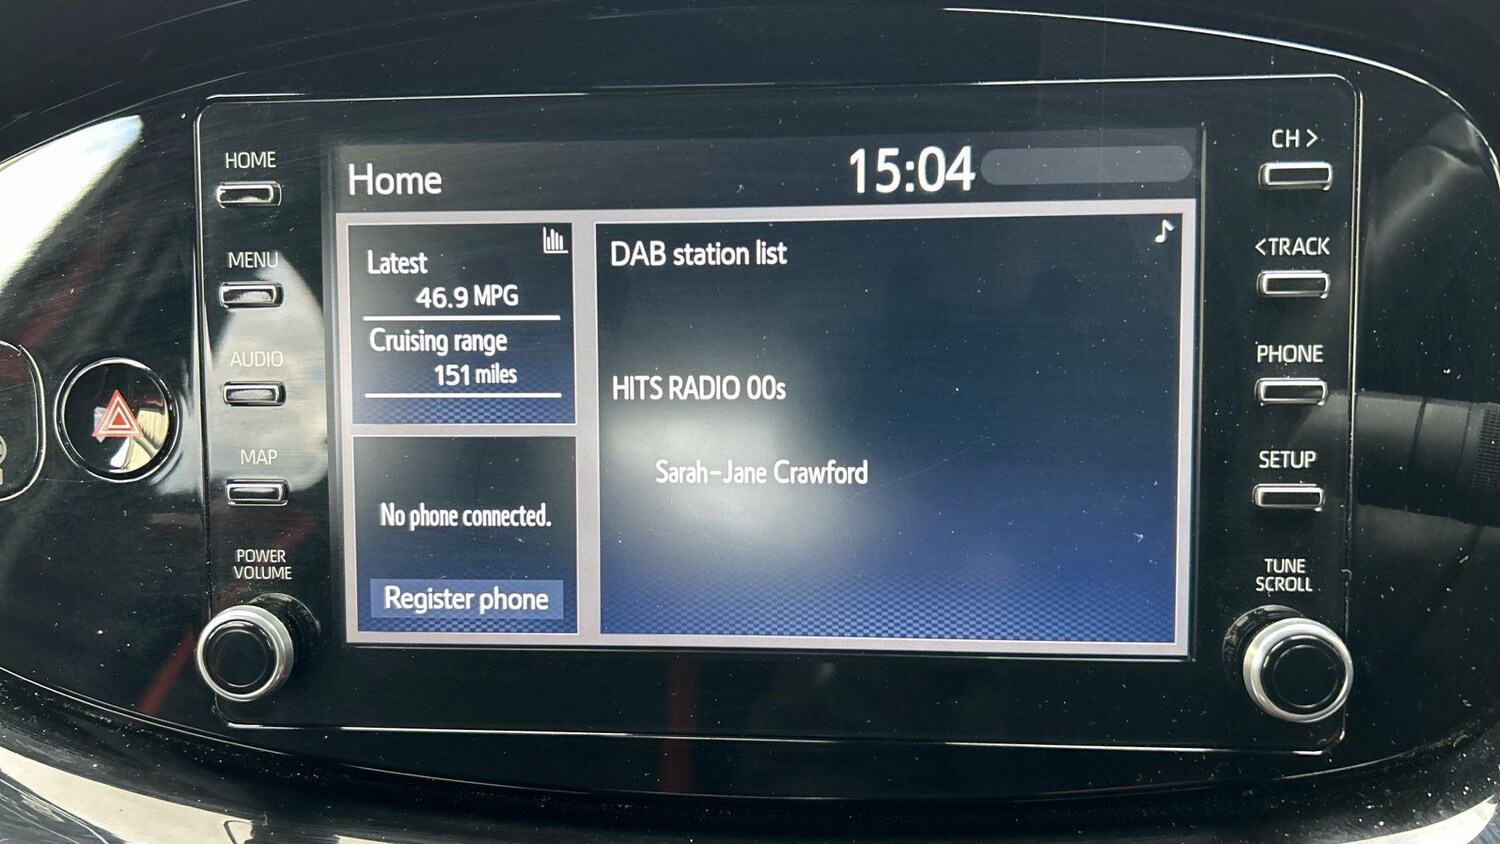 HOME
MENU
AUDIO
MAP
POWER
VOLUME
Home
15:04
Latest
46.9 MPG
Cruising range
151 miles
No phone connected.
Register phone
DAB station list
HITS RADIO 00s
Sarah-Jane Crawford
CH >
<TRACK
PHONE
SETUP
TUNE
SCROLL